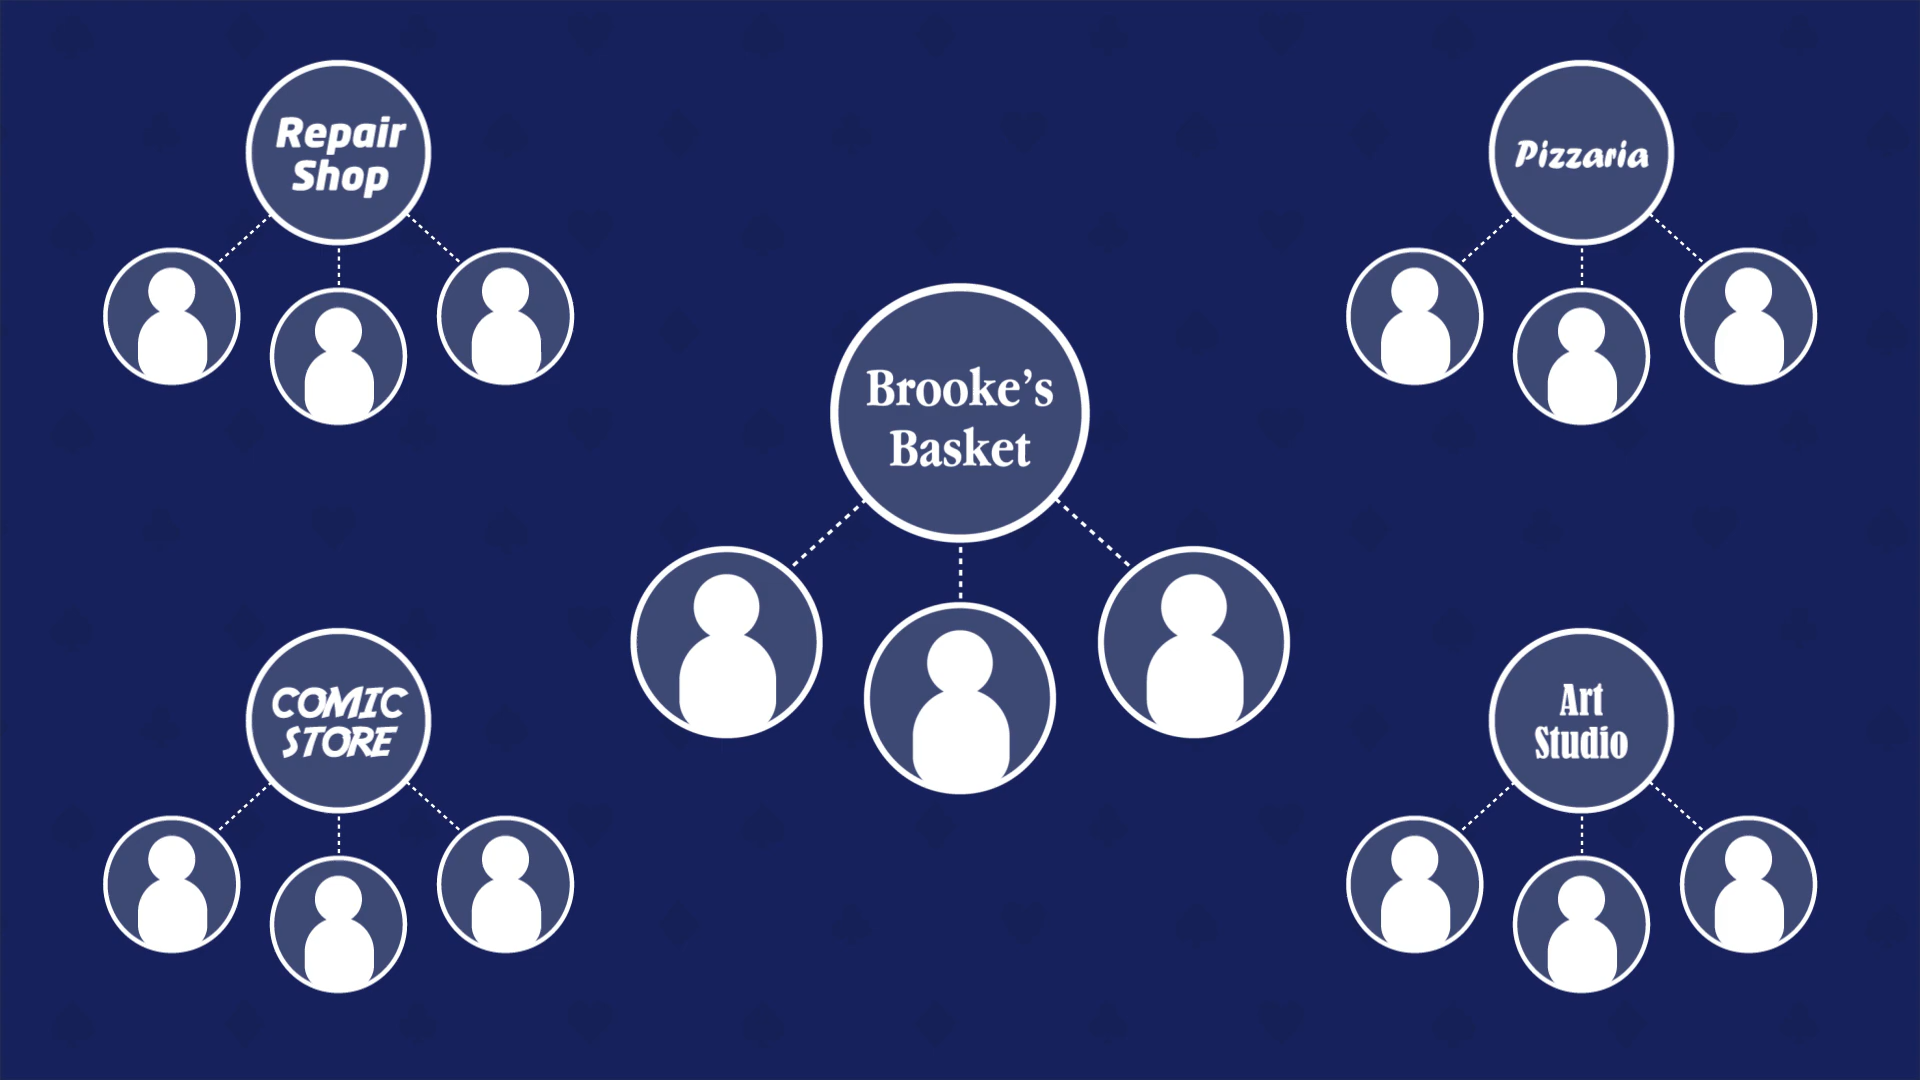 Repair
Shop
Pizzaria
Brooke’s
Basket
COMIC
STORE
Art
Studio